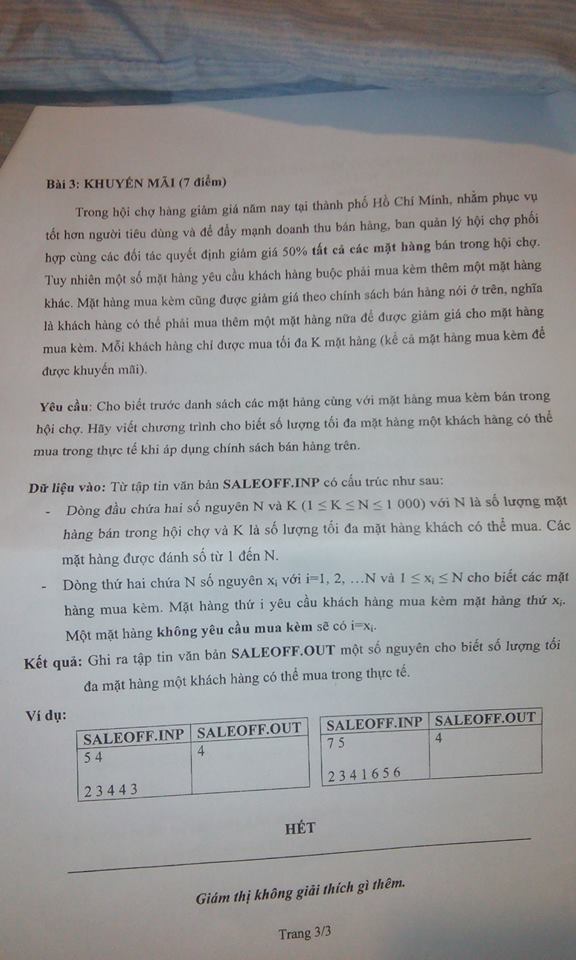 Bài 3: KHUYẾN MÃI (7 điểm)
Trong hội chợ hàng giảm giá năm nay tại thành phố Hồ Chí Minh, nhằm phục vụ
tốt hơn người tiêu dùng và để đẩy mạnh doanh thu bán hàng, ban quản lý hội chợ phối
hợp cùng các đối tác quyết định giảm giá 50% tất cả các mặt hàng bán trong hội chợ.
Tuy nhiên một số mặt hàng yêu cầu khách hàng buộc phải mua kèm thêm một mặt hàng
khác. Mặt hàng mua kèm cũng được giảm giá theo chính sách bán hàng nói ở trên, nghĩa
là khách hàng có thể phải mua thêm một mặt hàng nữa để được giảm giá cho mặt hàng
mua kèm. Mỗi khách hàng chỉ được mua tối đa K mặt hàng (kể cả mặt hàng mua kèm để
được khuyến mãi).
Yêu cầu: Cho biết trước danh sách các mặt hàng cùng với mặt hàng mua kèm bán trong
hội chợ. Hãy viết chương trình cho biết số lượng tối đa mặt hàng một khách hàng có thể
mua trong thực tế khi áp dụng chính sách bán hàng trên.
Dữ liệu vào: Từ tập tin văn bản SALEOFF.INP có cấu trúc như sau:
- Dòng đầu chứa hai số nguyên N và K (1 ≤ K ≤ N ≤ 1 000) với N là số lượng mặt
hàng bán trong hội chợ và K là số lượng tối đa mặt hàng khách có thể mua. Các
mặt hàng được đánh số từ 1 đến N.
- Dòng thứ hai chứa N số nguyên xᵢ với i=1, 2, …N và 1 ≤ xᵢ ≤ N cho biết các mặt
hàng mua kèm. Mặt hàng thứ i yêu cầu khách hàng mua kèm mặt hàng thứ xᵢ.
Một mặt hàng không yêu cầu mua kèm sẽ có i=xᵢ.
Kết quả: Ghi ra tập tin văn bản SALEOFF.OUT một số nguyên cho biết số lượng tối
đa mặt hàng một khách hàng có thể mua trong thực tế.
Ví dụ:
SALEOFF.INP SALEOFF.OUT SALEOFF.INP SALEOFF.OUT
5 4 4 7 5 4
2 3 4 4 3 2 3 4 1 6 5 6
HẾT
Giám thị không giải thích gì thêm.
Trang 3/3